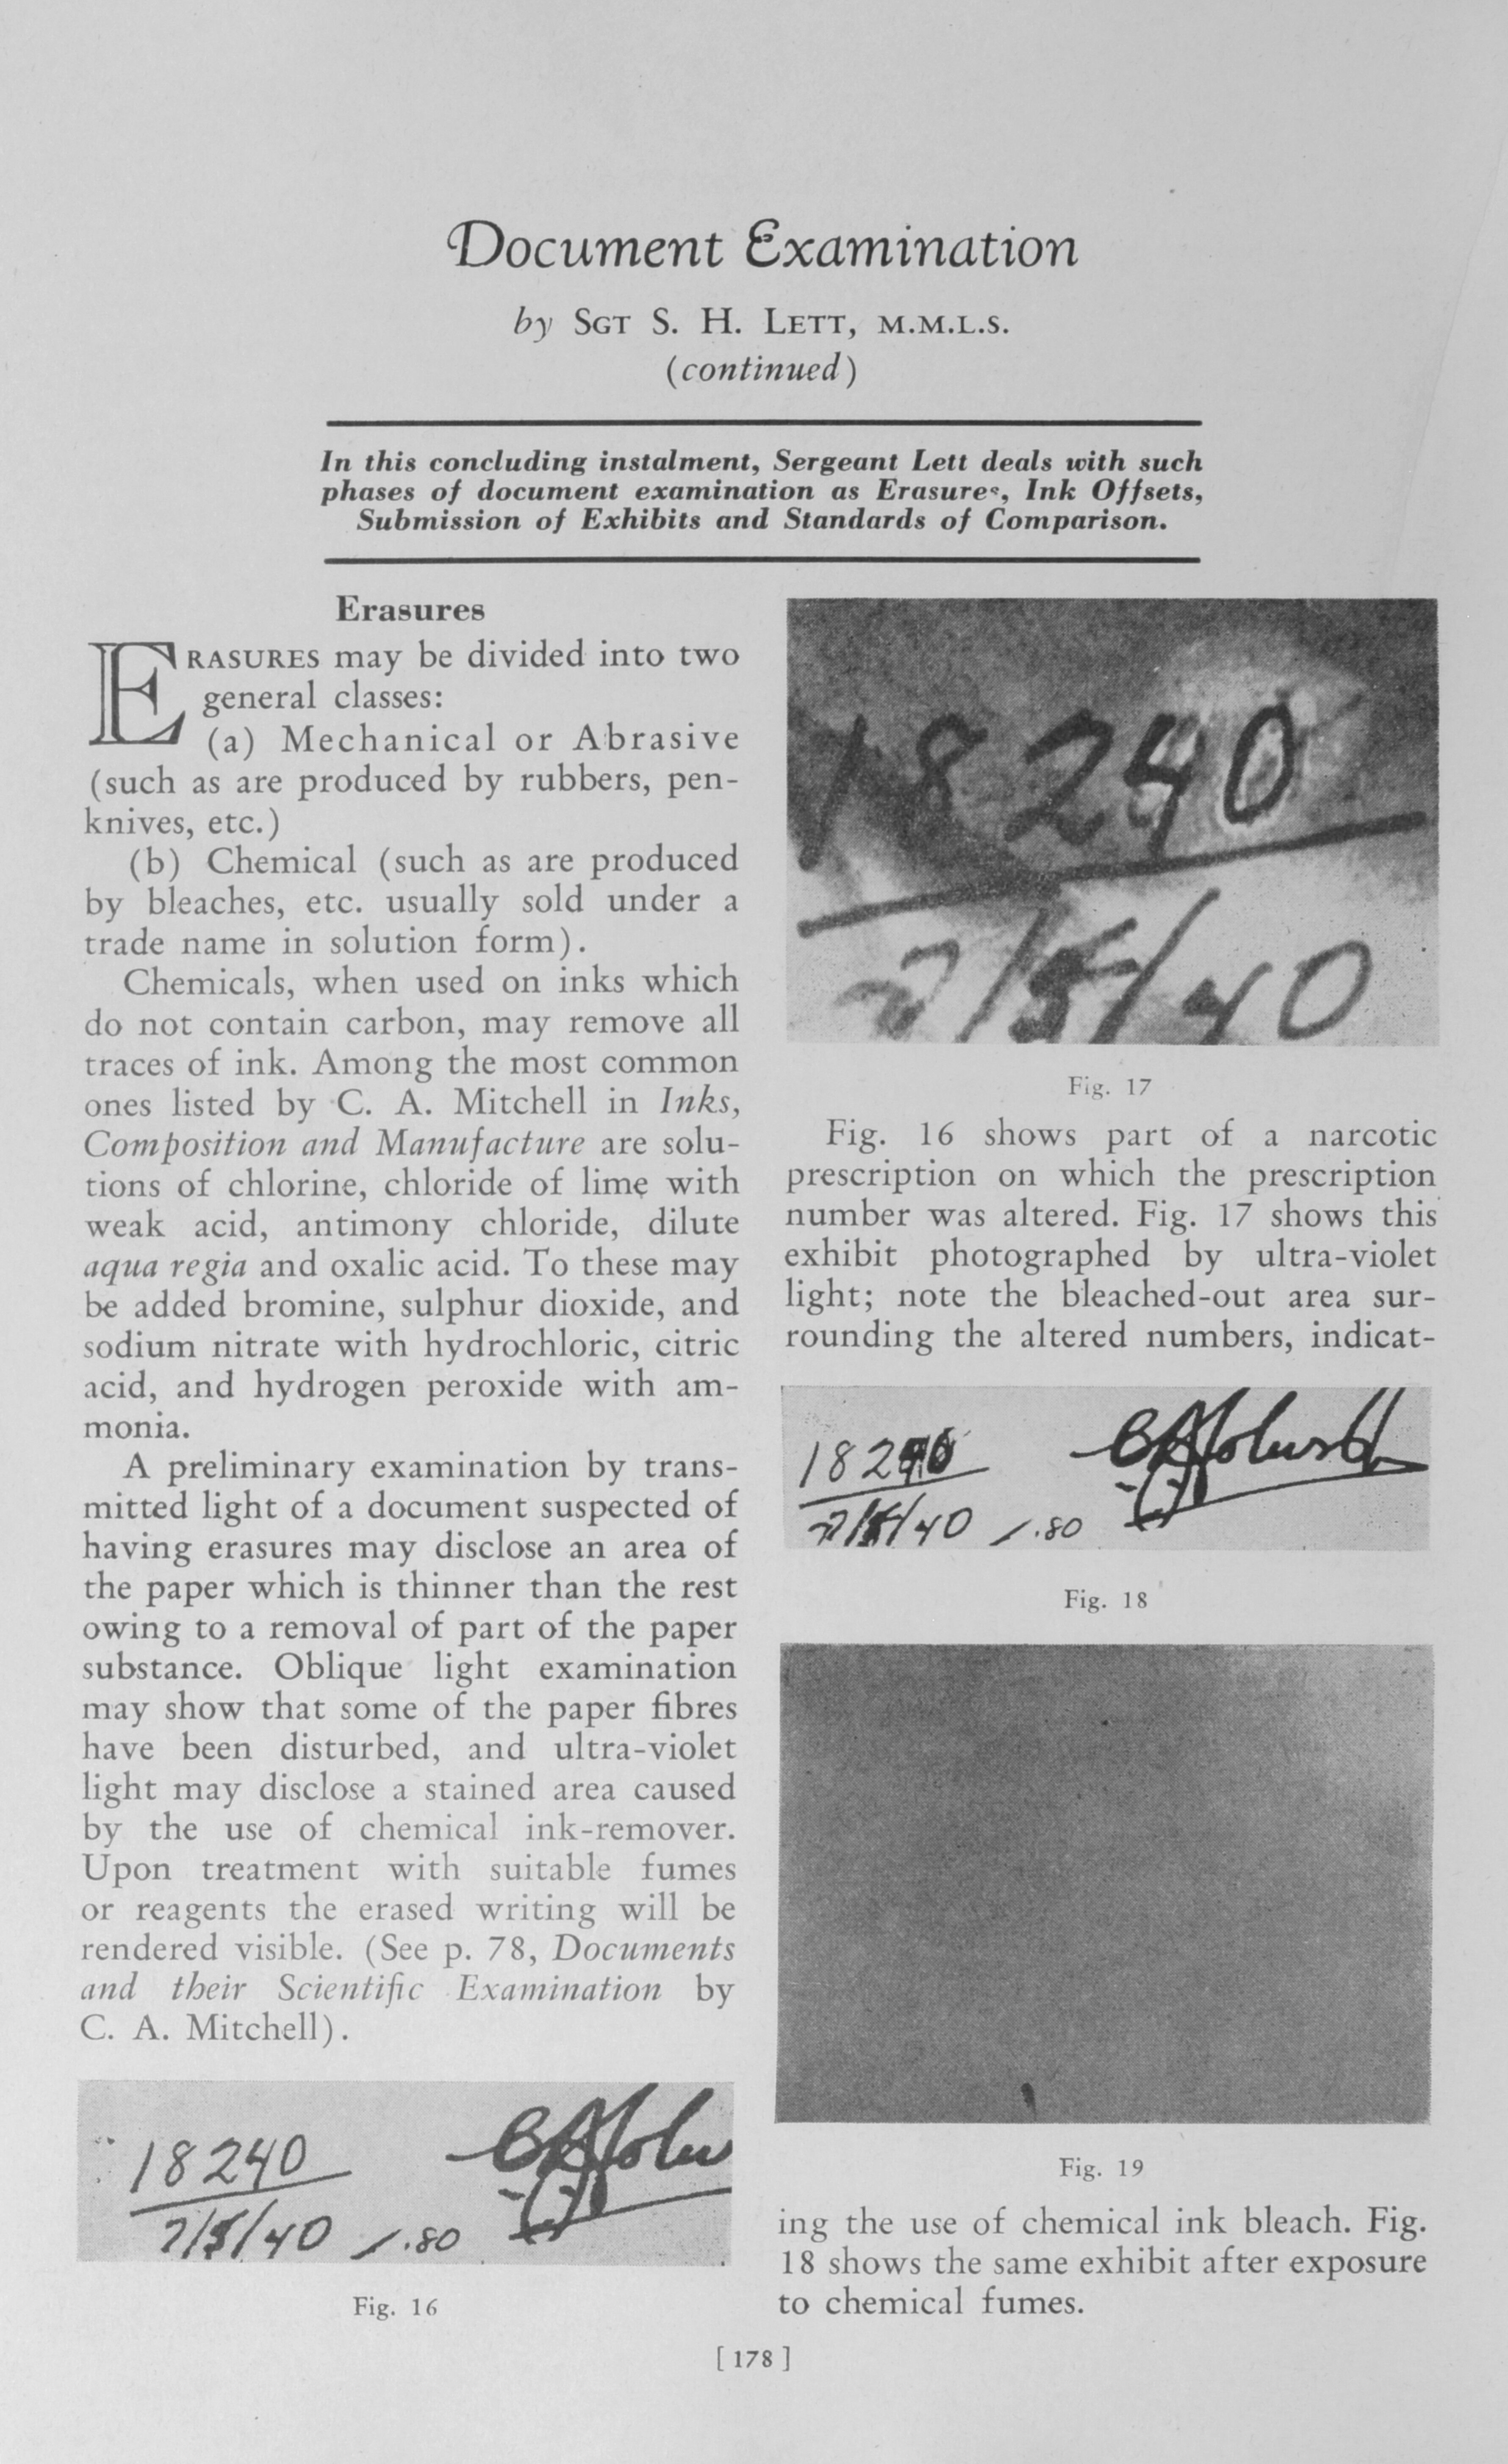 Document Examination
by SGT S. H. LETT, M.M.L.S.
(continued)
In this concluding instalment, Sergeant Lett deals with such
phases of document examination as Erasures, Ink Offsets,
Submission of Exhibits and Standards of Comparison.
Erasures
ERASURES may be divided into two
general classes:
(a) Mechanical or Abrasive
(such as are produced by rubbers, pen-
knives, etc.)
(b) Chemical (such as are produced
by bleaches, etc. usually sold under a
trade name in solution form).
Chemicals, when used on inks which
do not contain carbon, may remove all
traces of ink. Among the most common
ones listed by C. A. Mitchell in Inks,
Composition and Manufacture are solu-
tions of chlorine, chloride of lime with
weak acid, antimony chloride, dilute
aqua regia and oxalic acid. To these may
be added bromine, sulphur dioxide, and
sodium nitrate with hydrochloric, citric
acid, and hydrogen peroxide with am-
monia.
A preliminary examination by trans-
mitted light of a document suspected of
having erasures may disclose an area of
the paper which is thinner than the rest
owing to a removal of part of the paper
substance. Oblique light examination
may show that some of the paper fibres
have been disturbed, and ultra-violet
light may disclose a stained area caused
by the use of chemical ink-remover.
Upon treatment with suitable fumes
or reagents the erased writing will be
rendered visible. (See p. 78, Documents
and their Scientific Examination by
C. A. Mitchell).
18240
7/5/40 1.80
Fig. 16
18240
7/5/40
Fig. 17
Fig. 16 shows part of a narcotic
prescription on which the prescription
number was altered. Fig. 17 shows this
exhibit photographed by ultra-violet
light; note the bleached-out area sur-
rounding the altered numbers, indicat-
7/5/40 1.80
Fig. 18
Fig. 19
ing the use of chemical ink bleach. Fig.
18 shows the same exhibit after exposure
to chemical fumes.
[ 178 ]